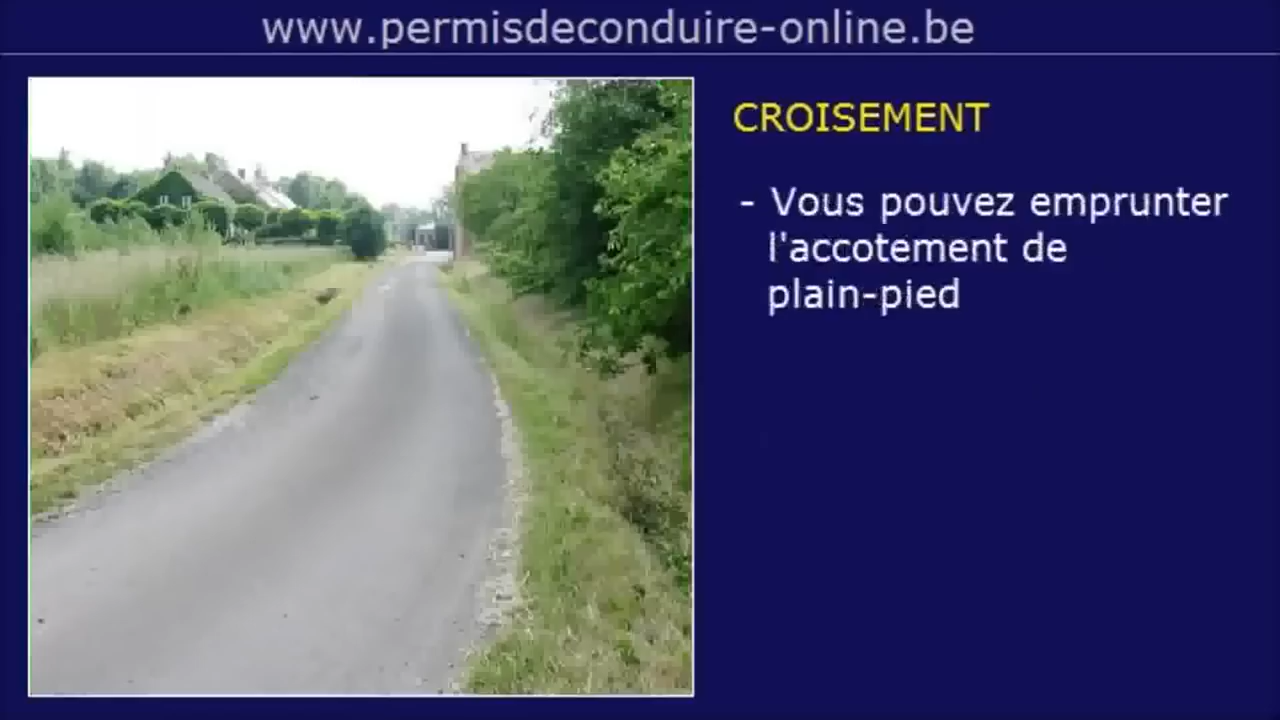 www.permisdeconduire-online.be
CROISEMENT
- Vous pouvez emprunter
l'accotement de
plain-pied